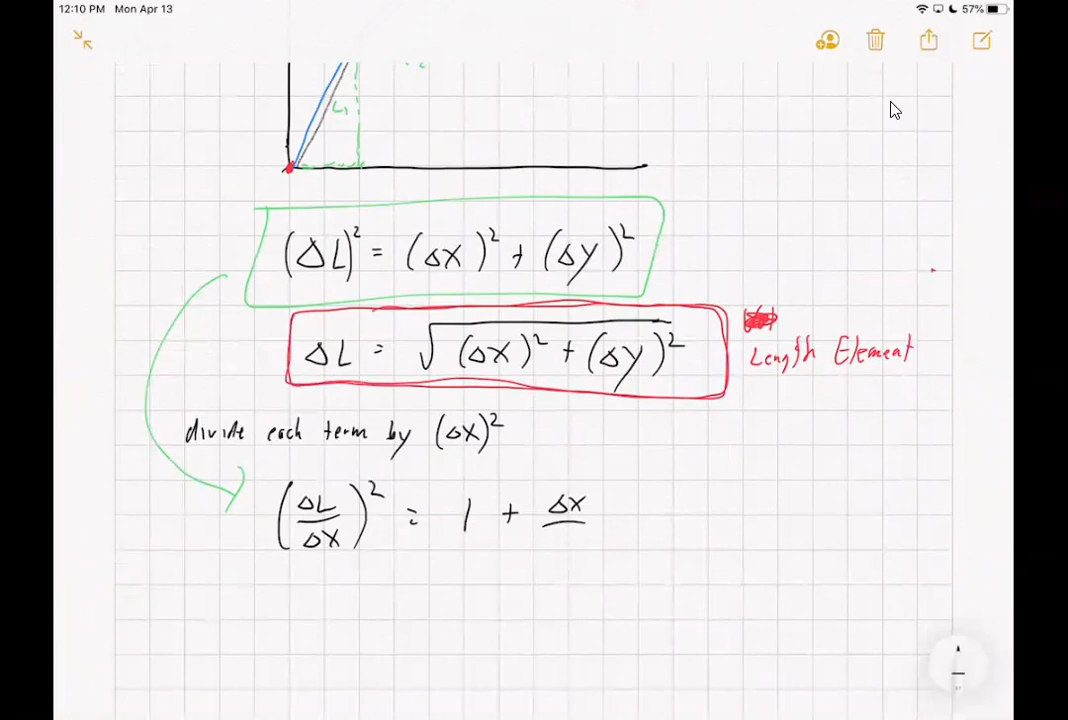 12:10 PM Mon Apr 13 57%
L₁
(ΔL)² = (Δx)² + (Δy)²
ΔL = √(Δx)² + (Δy)²
Length Element
divide each term by (Δx)²
(ΔL/Δx)² = 1 + Δx